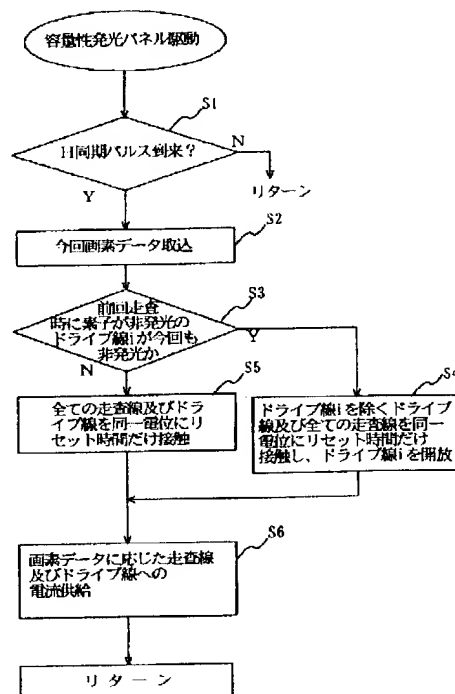 容量性発光パネル駆動
S1
H同期パルス到来?
N
リターン
Y
S2
今回画素データ取込
S3
前回走査
時に素子が非発光の
ドライブ線iが今回も
非発光か
Y
N
S5
全ての走査線及びドラ
イブ線を同一電位にリ
セット時間だけ接触
S4
ドライブ線iを除くドライブ
線及び全ての走査線を同一
電位にリセット時間だけ
接触し、ドライブ線iを開放
S6
画素データに応じた走査線
及びドライブ線への
電流供給
リターン